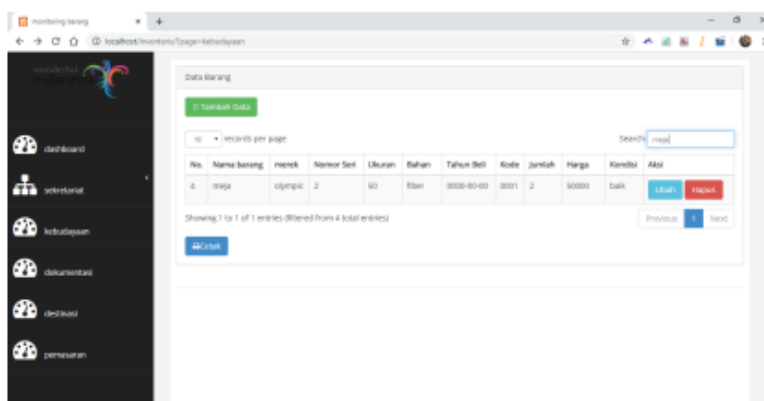 monitoring barang
localhost/inventaris/?page=kebudayaan
wonderful
indonesia
Data Barang
Tambah Data
10 records per page
Search: meja
No. Nama barang merek Nomor Seri Ukuran Bahan Tahun Beli Kode Jumlah Harga Kondisi Aksi
4 meja olympic 2 50 fiber 0000-00-00 0001 2 50000 baik Ubah Hapus
Showing 1 to 1 of 1 entries (filtered from 4 total entries)
Previous 1 Next
Cetak
dashboard
sekretariat
kebudayaan
dokumentasi
destinasi
pemasaran